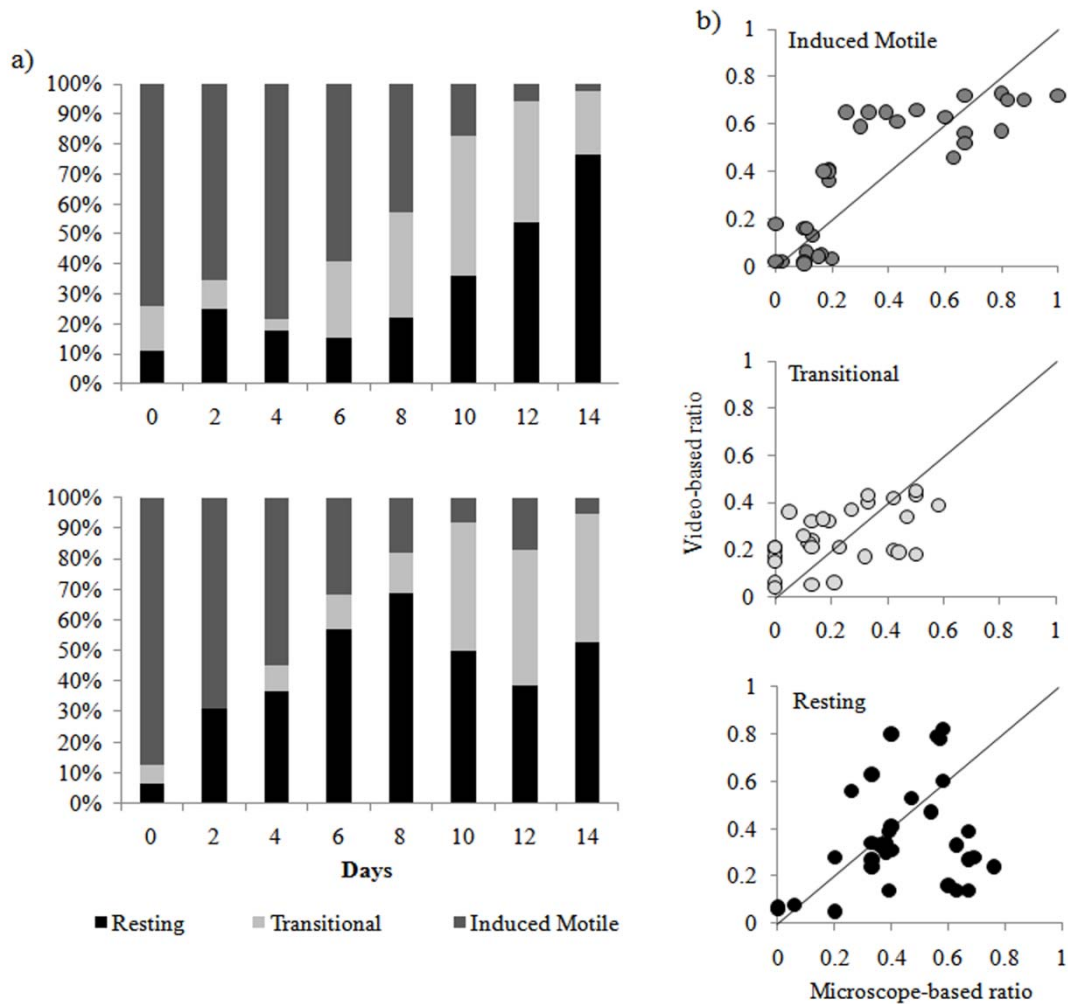 a)
100%
90%
80%
70%
60%
50%
40%
30%
20%
10%
0%
0 2 4 6 8 10 12 14
100%
90%
80%
70%
60%
50%
40%
30%
20%
10%
0%
0 2 4 6 8 10 12 14
Days
Resting Transitional Induced Motile
b)
Induced Motile
1
0.8
0.6
0.4
0.2
0
0 0.2 0.4 0.6 0.8 1
Transitional
Video-based ratio
1
0.8
0.6
0.4
0.2
0
0 0.2 0.4 0.6 0.8 1
Resting
1
0.8
0.6
0.4
0.2
0
0 0.2 0.4 0.6 0.8 1
Microscope-based ratio